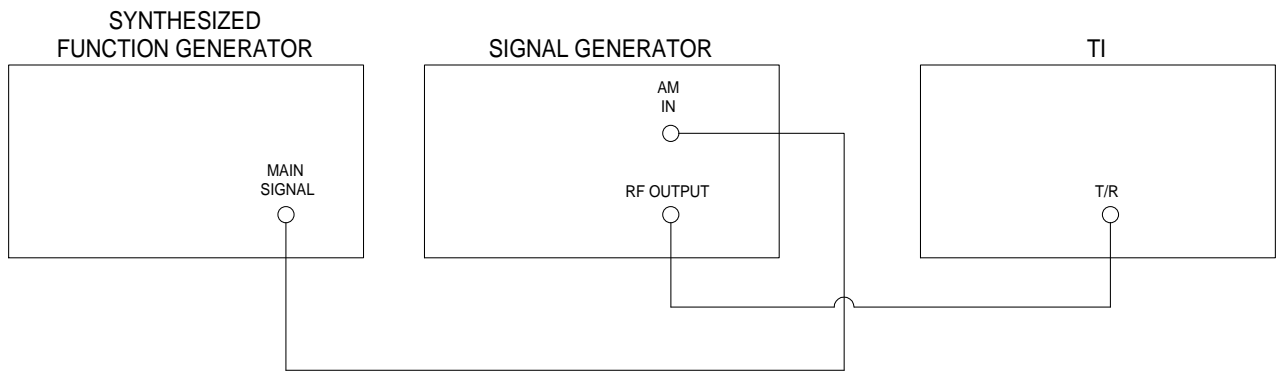 SYNTHESIZED
FUNCTION GENERATOR
SIGNAL GENERATOR
TI
MAIN
SIGNAL
AM
IN
RF OUTPUT
T/R